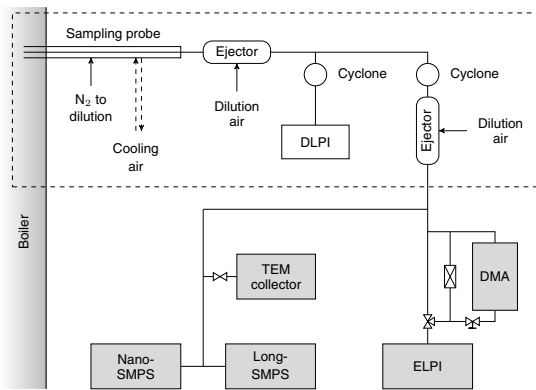 Sampling probe
Ejector
Cyclone
Cyclone
N₂ to
dilution
Cooling
air
Dilution
air
DLPI
Ejector
Dilution
air
Boiler
TEM
collector
DMA
Nano-
SMPS
Long-
SMPS
ELPI